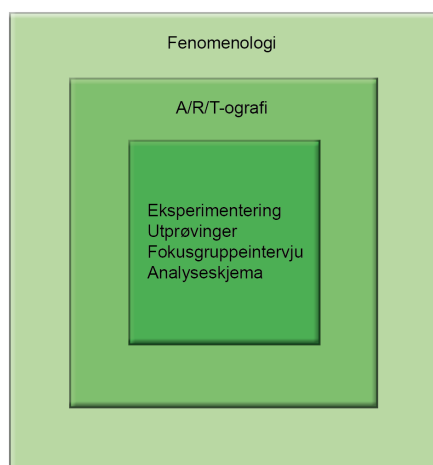 Fenomenologi
A/R/T-ografi
Eksperimentering
Utprøvinger
Fokusgruppeintervju
Analyseskjema